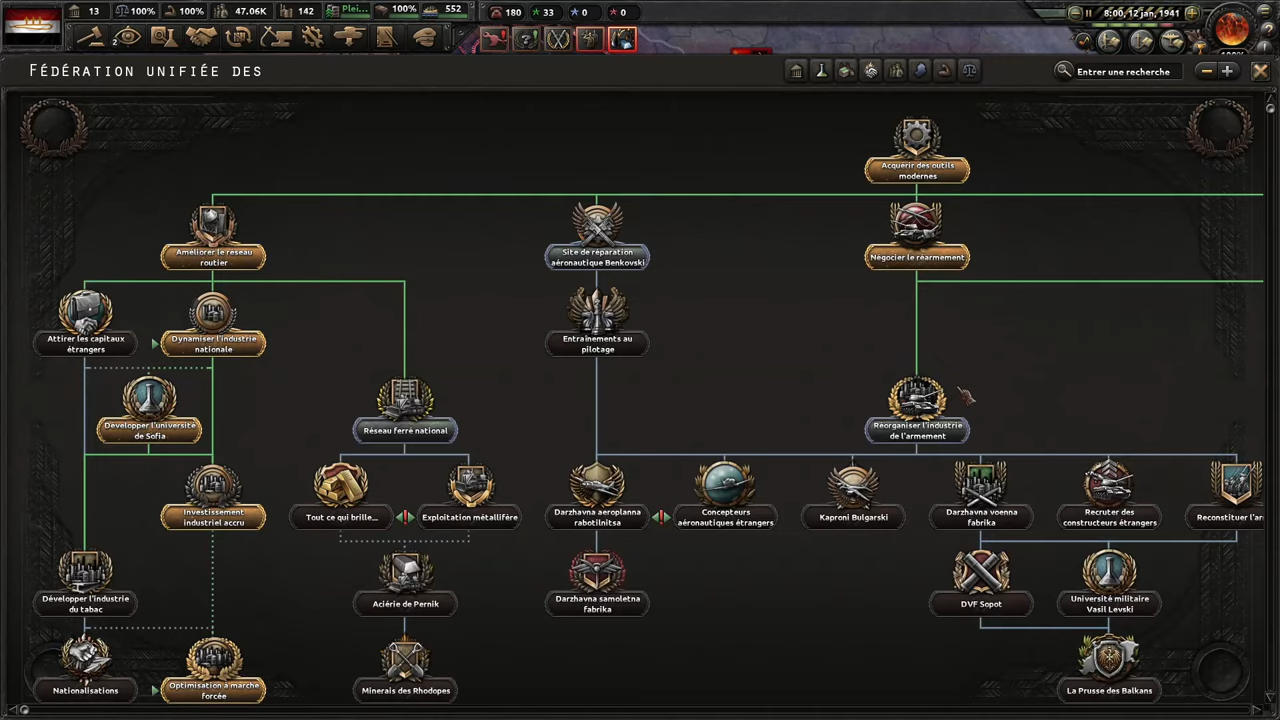 13
100%
100%
47.06K
142
Plei...
100%
552
180
33
0
0
8:00, 12 jan, 1941
Fédération unifiée des
Entrer une recherche
Acquérir des outils
modernes
Améliorer le réseau
routier
Site de réparation
aéronautique Benkovski
Négocier le réarmement
Attirer les capitaux
étrangers
Dynamiser l'industrie
nationale
Entraînements au
pilotage
Développer l'université
de Sofia
Réseau ferré national
Réorganiser l'industrie
de l'armement
Investissement
industriel accru
Tout ce qui brille...
Exploitation métallifère
Darzhavna aeroplanna
rabotilnitsa
Concepteurs
aéronautiques étrangers
Kaproni Bulgarski
Darzhavna voenna
fabrika
Recruter des
constructeurs étrangers
Reconstituer l'ar
Développer l'industrie
du tabac
Aciérie de Pernik
Darzhavna samoletna
fabrika
DVF Sopot
Université militaire
Vasil Levski
Nationalisations
Optimisation à marche
forcée
Minerais des Rhodopes
La Prusse des Balkans